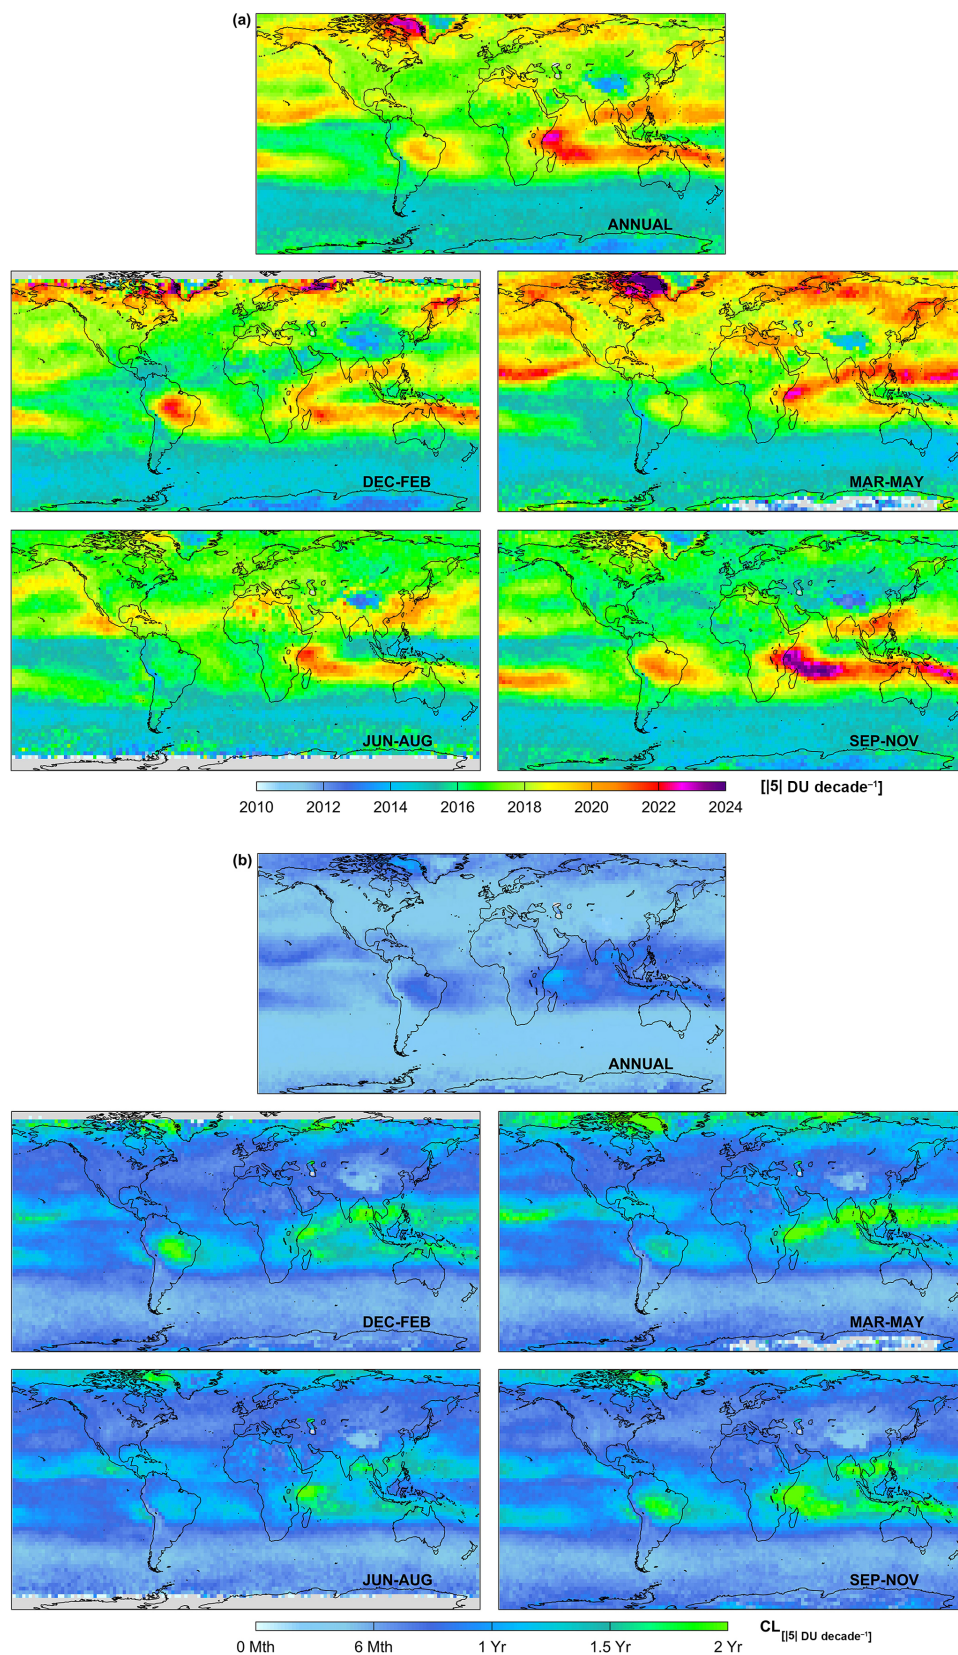 (a)
ANNUAL
DEC-FEB
MAR-MAY
JUN-AUG
SEP-NOV
2010 2012 2014 2016 2018 2020 2022 2024 [|5| DU decade⁻¹]
(b)
ANNUAL
DEC-FEB
MAR-MAY
JUN-AUG
SEP-NOV
0 Mth 6 Mth 1 Yr 1.5 Yr 2 Yr CL[|5| DU decade⁻¹]